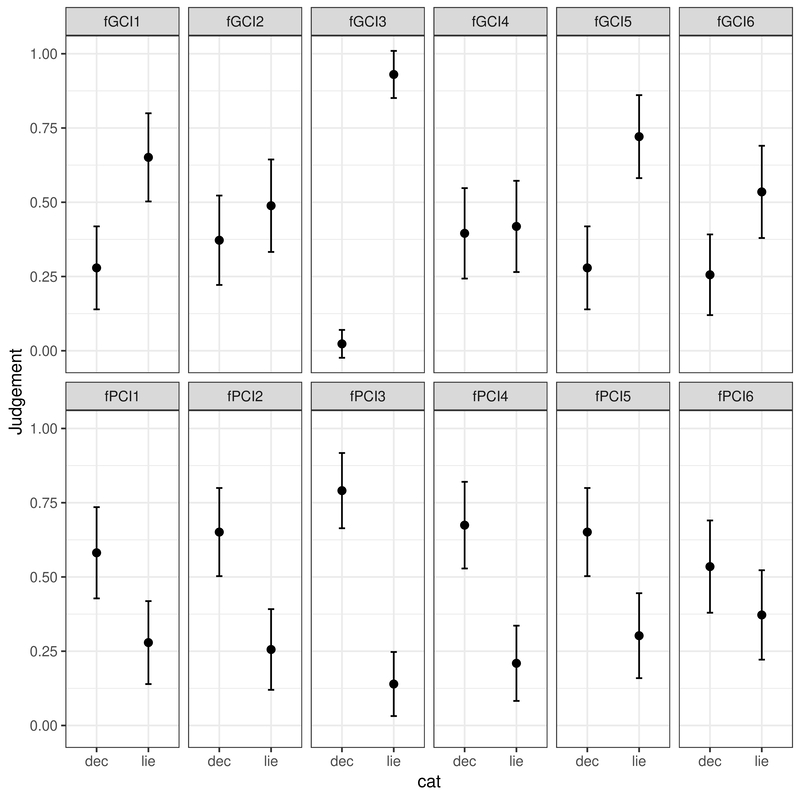 fGCI1 fGCI2 fGCI3 fGCI4 fGCI5 fGCI6
1.00
0.75
0.50
0.25
0.00
Judgement
fPCI1 fPCI2 fPCI3 fPCI4 fPCI5 fPCI6
1.00
0.75
0.50
0.25
0.00
dec lie dec lie dec lie dec lie dec lie dec lie
cat